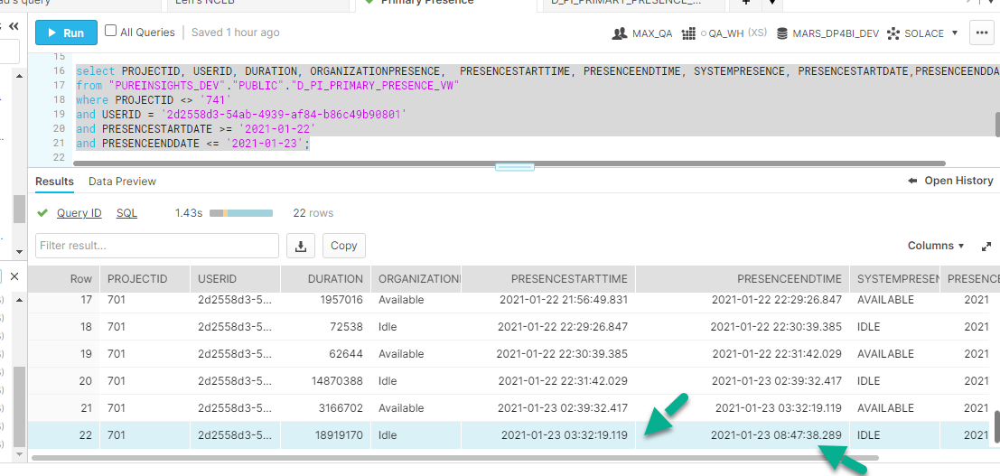 Primary Presence
D_PI_PRIMARY_PRESENCE_...
Run
All Queries
Saved 1 hour ago
MAX_QA
QA_WH (XS)
MARS_DP4BI_DEV
SOLACE
15
16 select PROJECTID, USERID, DURATION, ORGANIZATIONPRESENCE, PRESENCESTARTTIME, PRESENCEENDTIME, SYSTEMPRESENCE, PRESENCESTARTDATE,PRESENCEENDDA
17 from "PUREINSIGHTS_DEV"."PUBLIC"."D_PI_PRIMARY_PRESENCE_VW"
18 where PROJECTID <> '741'
19 and USERID = '2d2558d3-54ab-4939-af84-b86c49b90801'
20 and PRESENCESTARTDATE >= '2021-01-22'
21 and PRESENCEENDDATE <= '2021-01-23';
22
Results Data Preview
Open History
Query ID SQL 1.43s 22 rows
Filter result...
Copy
Columns
Row PROJECTID USERID DURATION ORGANIZATION PRESENCESTARTTIME PRESENCEENDTIME SYSTEMPRESEN PRESENCE
17 701 2d2558d3-5... 1957016 Available 2021-01-22 21:56:49.831 2021-01-22 22:29:26.847 AVAILABLE 2021
18 701 2d2558d3-5... 72538 Idle 2021-01-22 22:29:26.847 2021-01-22 22:30:39.385 IDLE 2021
19 701 2d2558d3-5... 62644 Available 2021-01-22 22:30:39.385 2021-01-22 22:31:42.029 AVAILABLE 2021
20 701 2d2558d3-5... 14870388 Idle 2021-01-22 22:31:42.029 2021-01-23 02:39:32.417 IDLE 2021
21 701 2d2558d3-5... 3166702 Available 2021-01-23 02:39:32.417 2021-01-23 03:32:19.119 AVAILABLE 2021
22 701 2d2558d3-5... 18919170 Idle 2021-01-23 03:32:19.119 2021-01-23 08:47:38.289 IDLE 2021